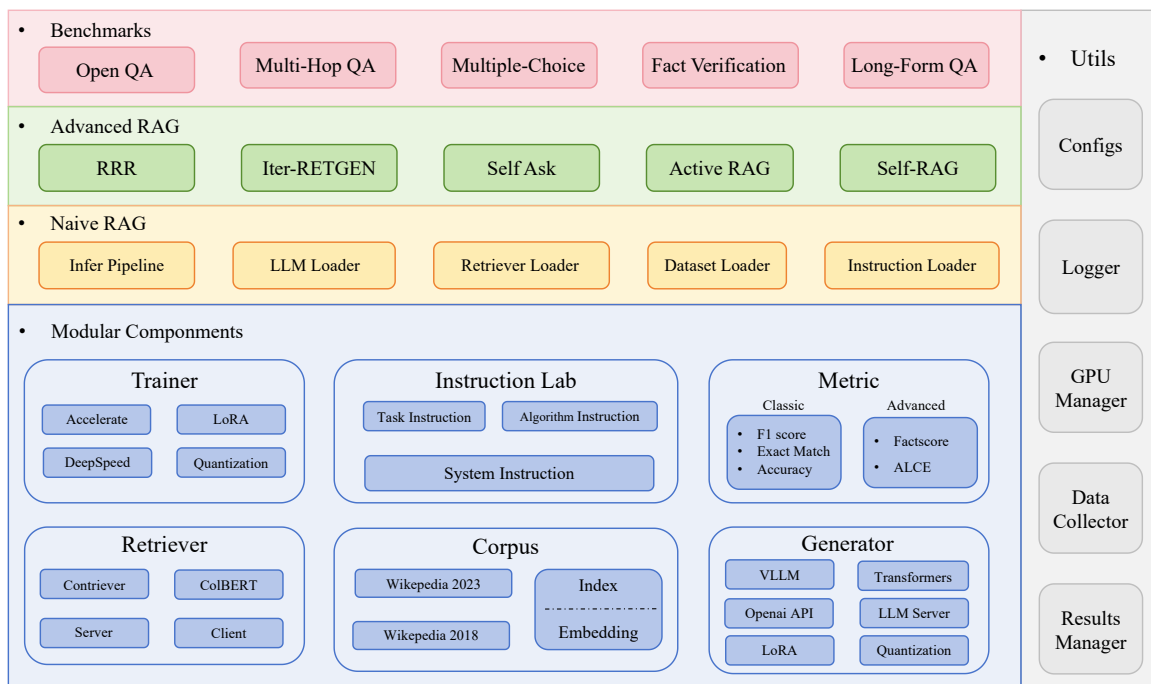 • Benchmarks
Open QA
Multi-Hop QA
Multiple-Choice
Fact Verification
Long-Form QA
• Advanced RAG
RRR
Iter-RETGEN
Self Ask
Active RAG
Self-RAG
• Naive RAG
Infer Pipeline
LLM Loader
Retriever Loader
Dataset Loader
Instruction Loader
• Modular Componments
Trainer
Accelerate
LoRA
DeepSpeed
Quantization
Instruction Lab
Task Instruction
Algorithm Instruction
System Instruction
Metric
Classic
• F1 score
• Exact Match
• Accuracy
Advanced
• Factscore
• ALCE
Retriever
Contriever
ColBERT
Server
Client
Corpus
Wikepedia 2023
Wikepedia 2018
Index
Embedding
Generator
VLLM
Transformers
Openai API
LLM Server
LoRA
Quantization
• Utils
Configs
Logger
GPU
Manager
Data
Collector
Results
Manager